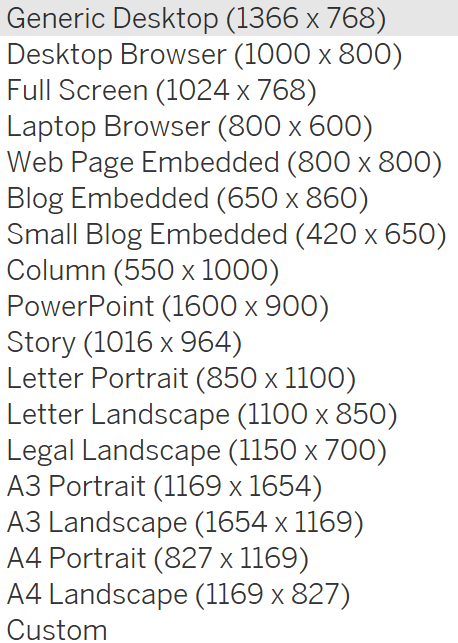 Generic Desktop (1366 x 768)
Desktop Browser (1000 x 800)
Full Screen (1024 x 768)
Laptop Browser (800 x 600)
Web Page Embedded (800 x 800)
Blog Embedded (650 x 860)
Small Blog Embedded (420 x 650)
Column (550 x 1000)
PowerPoint (1600 x 900)
Story (1016 x 964)
Letter Portrait (850 x 1100)
Letter Landscape (1100 x 850)
Legal Landscape (1150 x 700)
A3 Portrait (1169 x 1654)
A3 Landscape (1654 x 1169)
A4 Portrait (827 x 1169)
A4 Landscape (1169 x 827)
Custom